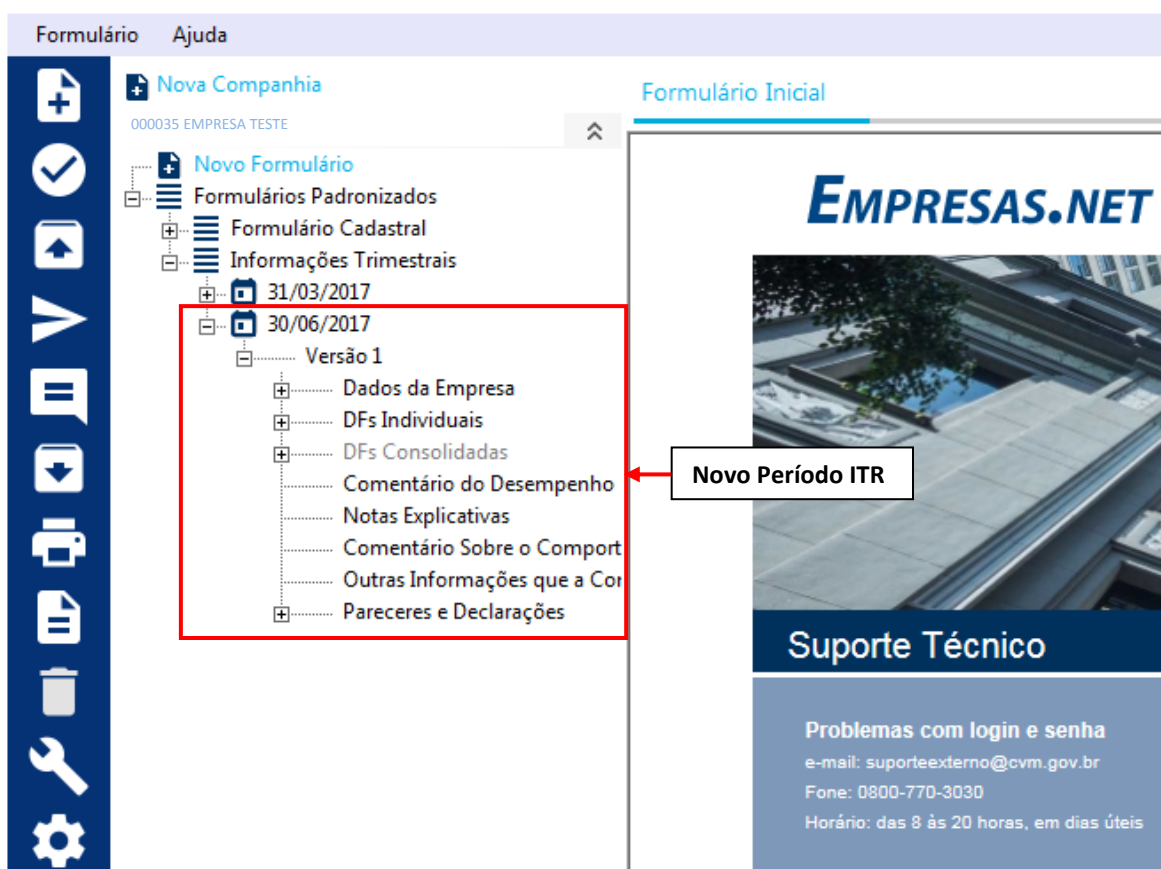 Formulário Ajuda
Nova Companhia
000035 EMPRESA TESTE
Formulário Inicial
Novo Formulário
Formulários Padronizados
Formulário Cadastral
Informações Trimestrais
31/03/2017
30/06/2017
Versão 1
Dados da Empresa
DFs Individuais
DFs Consolidadas
Comentário do Desempenho
Notas Explicativas
Comentário Sobre o Comport
Outras Informações que a Cor
Pareceres e Declarações
Novo Período ITR
EMPRESAS.NET
Suporte Técnico
Problemas com login e senha
e-mail: suporteexterno@cvm.gov.br
Fone: 0800-770-3030
Horário: das 8 às 20 horas, em dias úteis